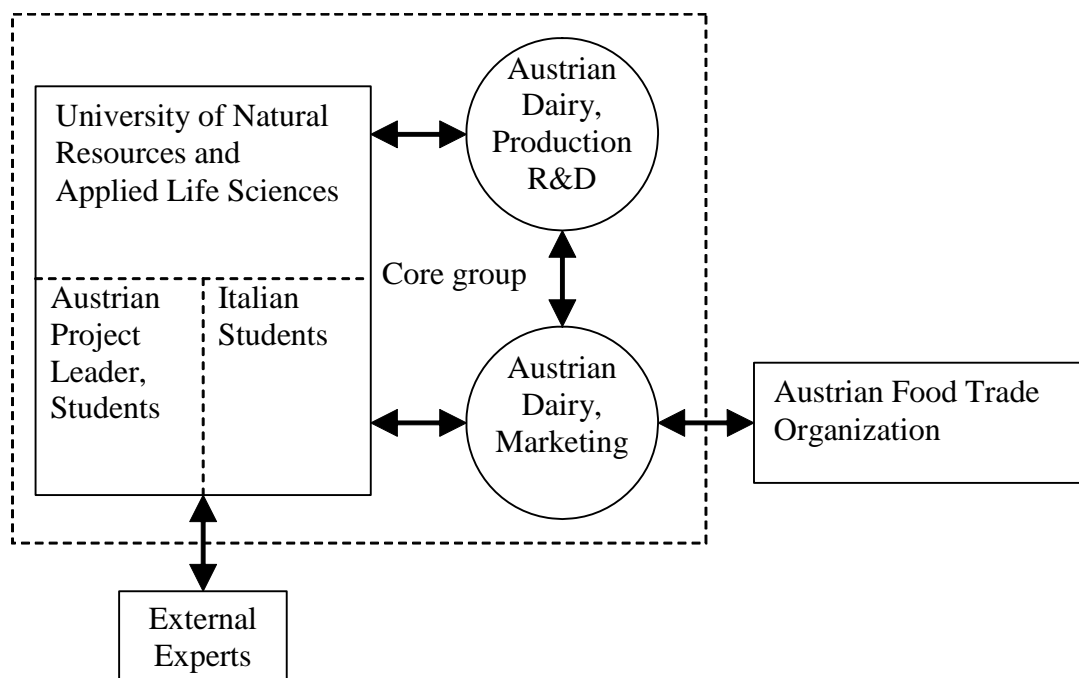 University of Natural
Resources and
Applied Life Sciences
Austrian
Dairy,
Production
R&D
Core group
Austrian
Project
Leader,
Students
Italian
Students
Austrian
Dairy,
Marketing
Austrian Food Trade
Organization
External
Experts